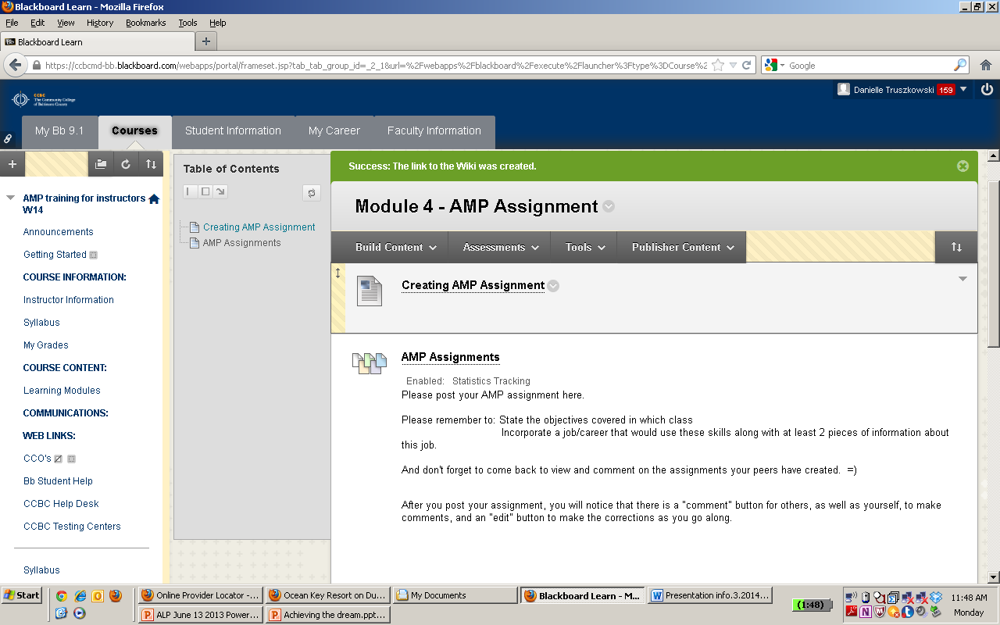 Blackboard Learn - Mozilla Firefox
File Edit View History Bookmarks Tools Help
Blackboard Learn
https://ccbcmd-bb.blackboard.com/webapps/portal/frameset.jsp?tab_tab_group_id=_2_1&url=%2Fwebapps%2Fblackboard%2Fexecute%2Flauncher%3Ftype%3DCourse%2
Google
CCBC
The Community College
of Baltimore County
Danielle Truszkowski 159
My Bb 9.1 Courses Student Information My Career Faculty Information
AMP training for instructors
W14
Announcements
Getting Started
COURSE INFORMATION:
Instructor Information
Syllabus
My Grades
COURSE CONTENT:
Learning Modules
COMMUNICATIONS:
WEB LINKS:
CCO's
Bb Student Help
CCBC Help Desk
CCBC Testing Centers
Syllabus
Table of Contents
Creating AMP Assignment
AMP Assignments
Success: The link to the Wiki was created.
Module 4 - AMP Assignment
Build Content Assessments Tools Publisher Content
Creating AMP Assignment
AMP Assignments
Enabled: Statistics Tracking
Please post your AMP assignment here.
Please remember to: State the objectives covered in which class
Incorporate a job/career that would use these skills along with at least 2 pieces of information about
this job.
And don't forget to come back to view and comment on the assignments your peers have created. =)
After you post your assignment, you will notice that there is a "comment" button for others, as well as yourself, to make
comments, and an "edit" button to make the corrections as you go along.
Start
Online Provider Locator -...
Ocean Key Resort on Du...
My Documents
Blackboard Learn - M...
Presentation info.3.2014...
ALP June 13 2013 Power...
Achieving the dream.ppt...
(1:48)
11:48 AM
Monday